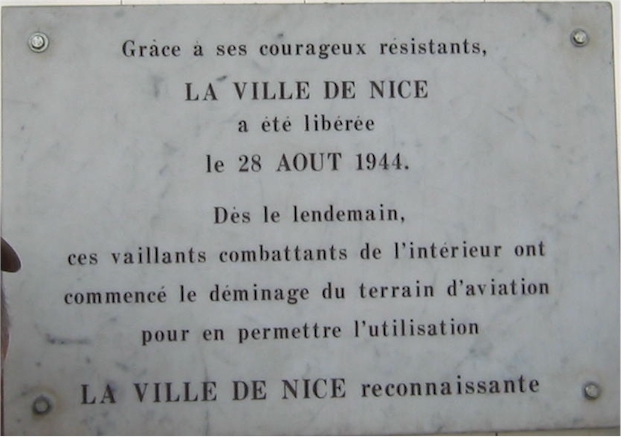 Grâce à ses courageux résistants,
LA VILLE DE NICE
a été libérée
le 28 AOUT 1944.
Dès le lendemain,
ces vaillants combattants de l'intérieur ont
commencé le déminage du terrain d'aviation
pour en permettre l'utilisation
LA VILLE DE NICE reconnaissante